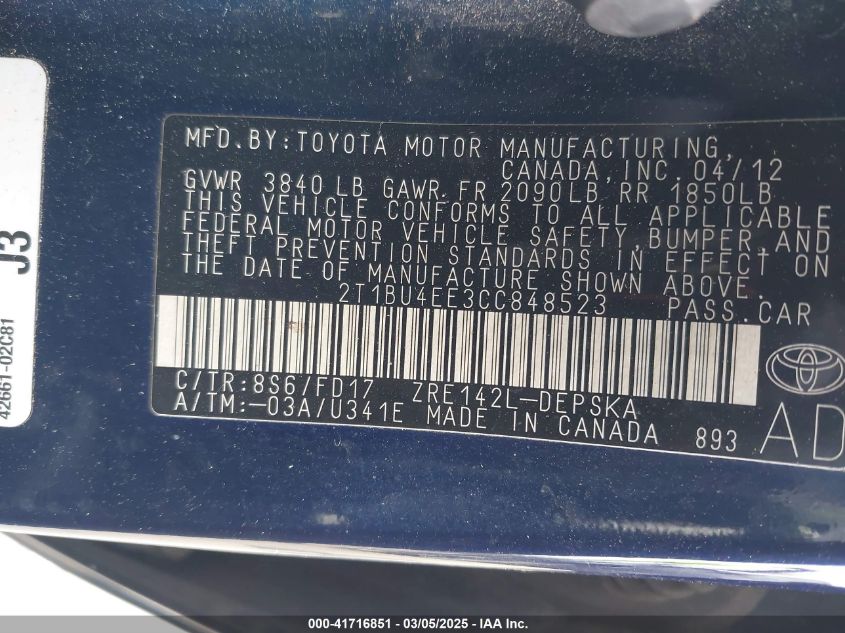 MFD.BY:TOYOTA MOTOR MANUFACTURING,
CANADA,INC.04/12
GVWR 3840LB GAWR FR 2090LB RR 1850LB
THIS VEHICLE CONFORMS TO ALL APPLICABLE
FEDERAL MOTOR VEHICLE SAFETY,BUMPER,AND
THEFT PREVENTION STANDARDS IN EFFECT ON
THE DATE OF MANUFACTURE SHOWN ABOVE.
2T1BU4EE3CC848523 PASS.CAR
C/TR:8S6/FD17 ZRE142L-DEPSKA
A/TM:-03A/U341E MADE IN CANADA 893
AD
J3
42661-02C81
000-41716851 — 03/05/2025 - IAA Inc.